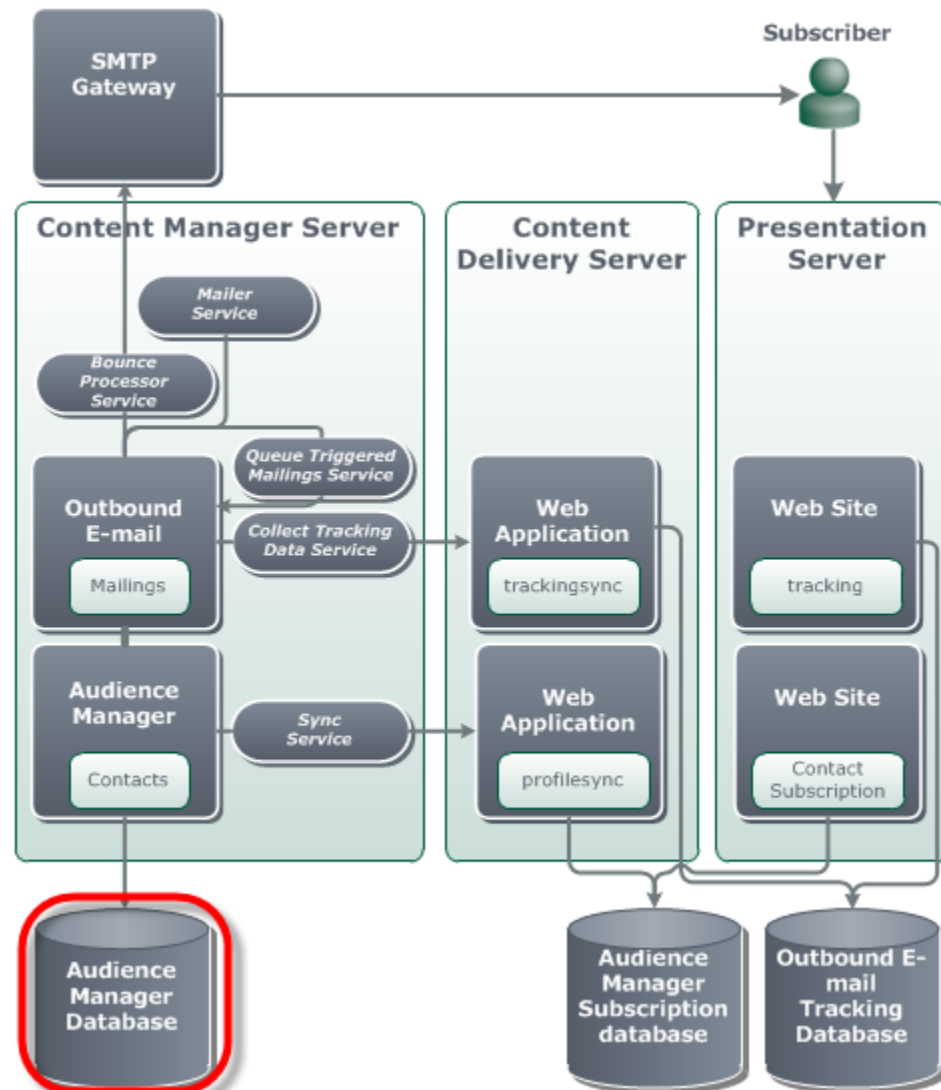 SMTP
Gateway
Subscriber
Content Manager Server
Mailer
Service
Bounce
Processor
Service
Queue Triggered
Mailings Service
Outbound
E-mail
Mailings
Collect Tracking
Data Service
Audience
Manager
Contacts
Sync
Service
Content
Delivery Server
Web
Application
trackingsync
Web
Application
profilesync
Presentation
Server
Web Site
tracking
Web Site
Contact
Subscription
Audience
Manager
Database
Audience
Manager
Subscription
database
Outbound E-
mail
Tracking
Database